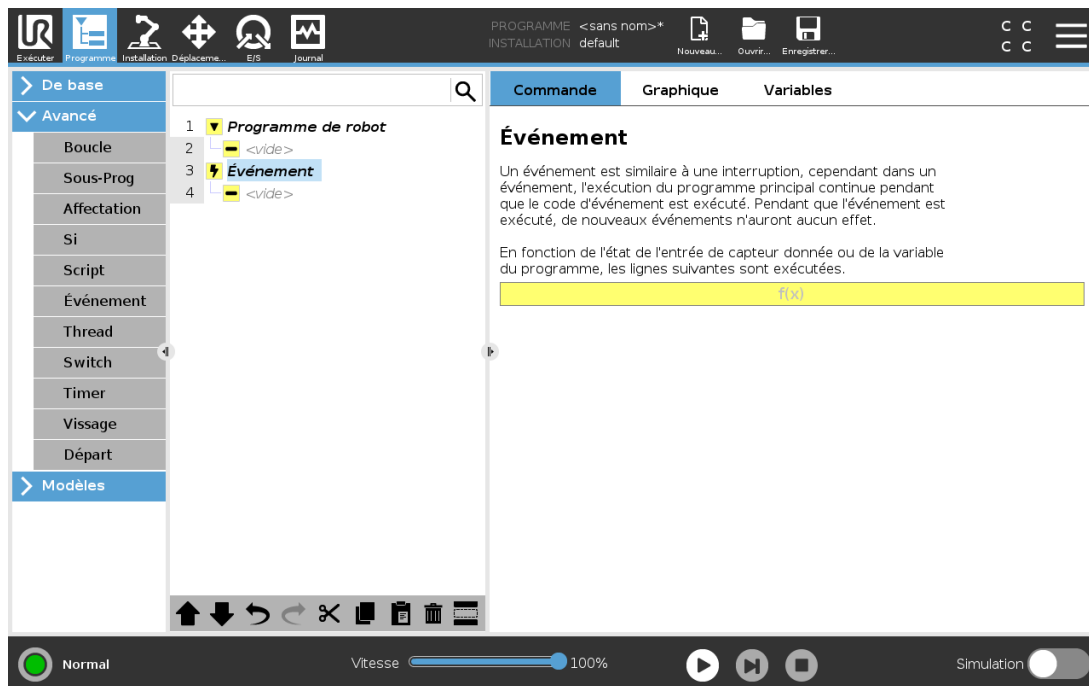 PROGRAMME <sans nom>*
INSTALLATION default
C C
C C
Exécuter Programme Installation Déplaceme... E/S Journal
Nouveau... Ouvrir... Enregistrer...
De base
Avancé
Boucle
Sous-Prog
Affectation
Si
Script
Événement
Thread
Switch
Timer
Vissage
Départ
Modèles
1 Programme de robot
2 <vide>
3 Événement
4 <vide>
Commande Graphique Variables
Événement
Un événement est similaire à une interruption, cependant dans un
événement, l'exécution du programme principal continue pendant
que le code d'événement est exécuté. Pendant que l'événement est
exécuté, de nouveaux événements n'auront aucun effet.
En fonction de l'état de l'entrée de capteur donnée ou de la variable
du programme, les lignes suivantes sont exécutées.
f(x)
Normal
Vitesse 100%
Simulation